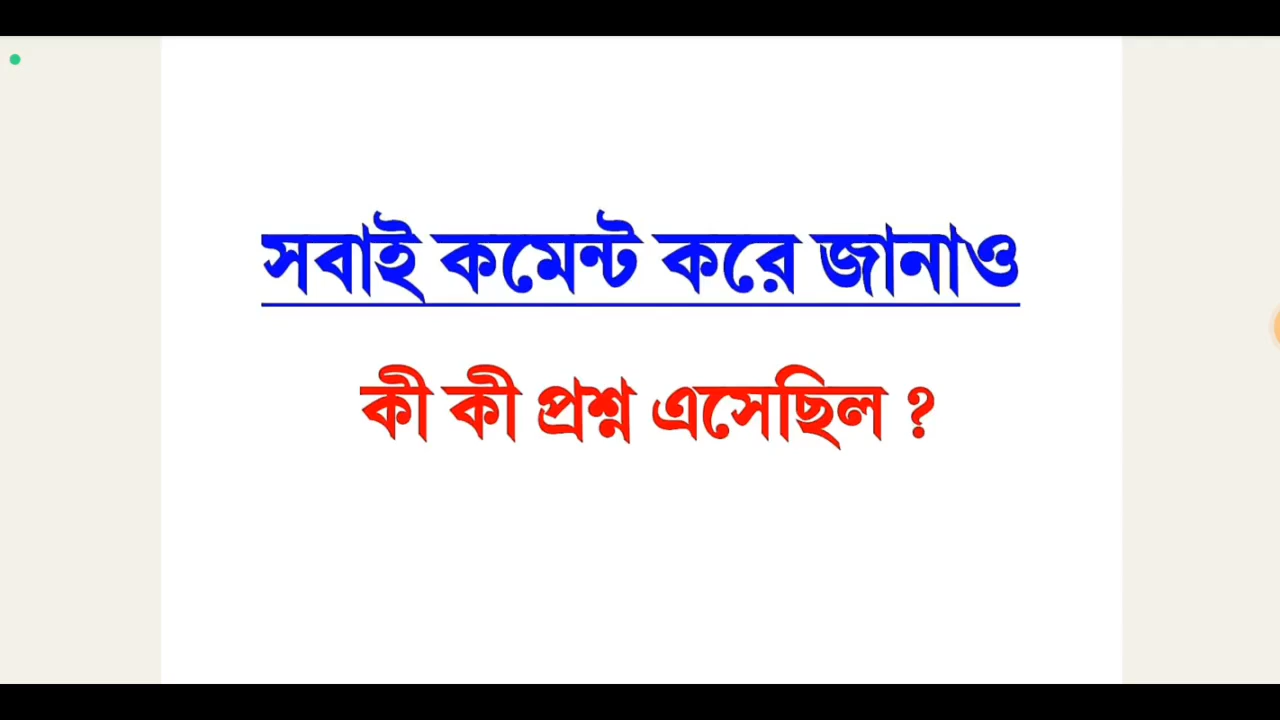 সবাই কমেন্ট করে জানাও
কী কী প্রশ্ন এসেছিল ?